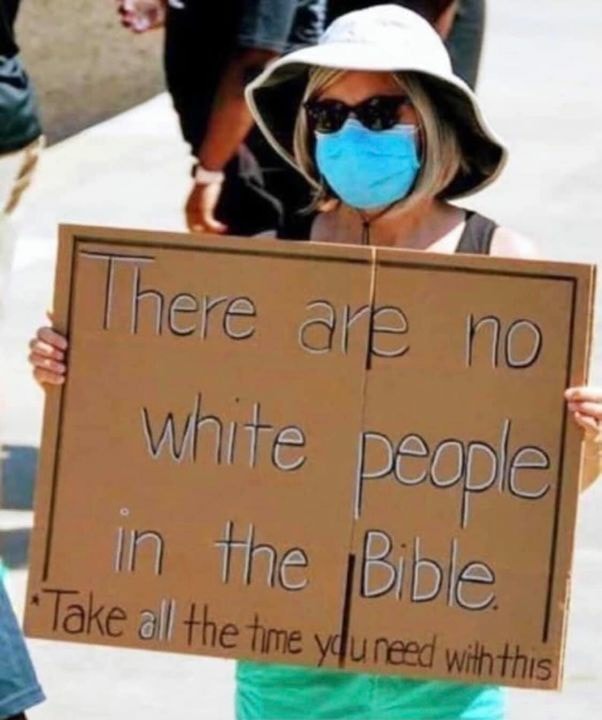 There are no
white people
in the Bible.
*Take all the time you need with this